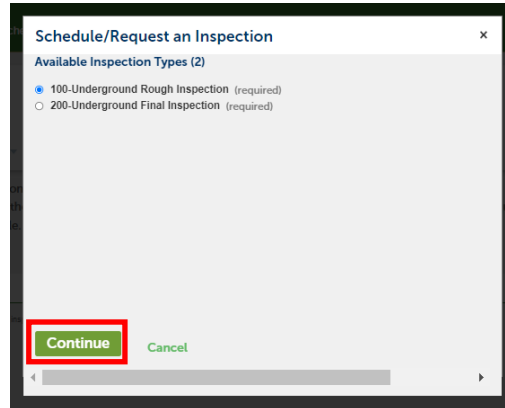 Schedule/Request an Inspection
×
Available Inspection Types (2)
100-Underground Rough Inspection (required)
200-Underground Final Inspection (required)
Continue
Cancel